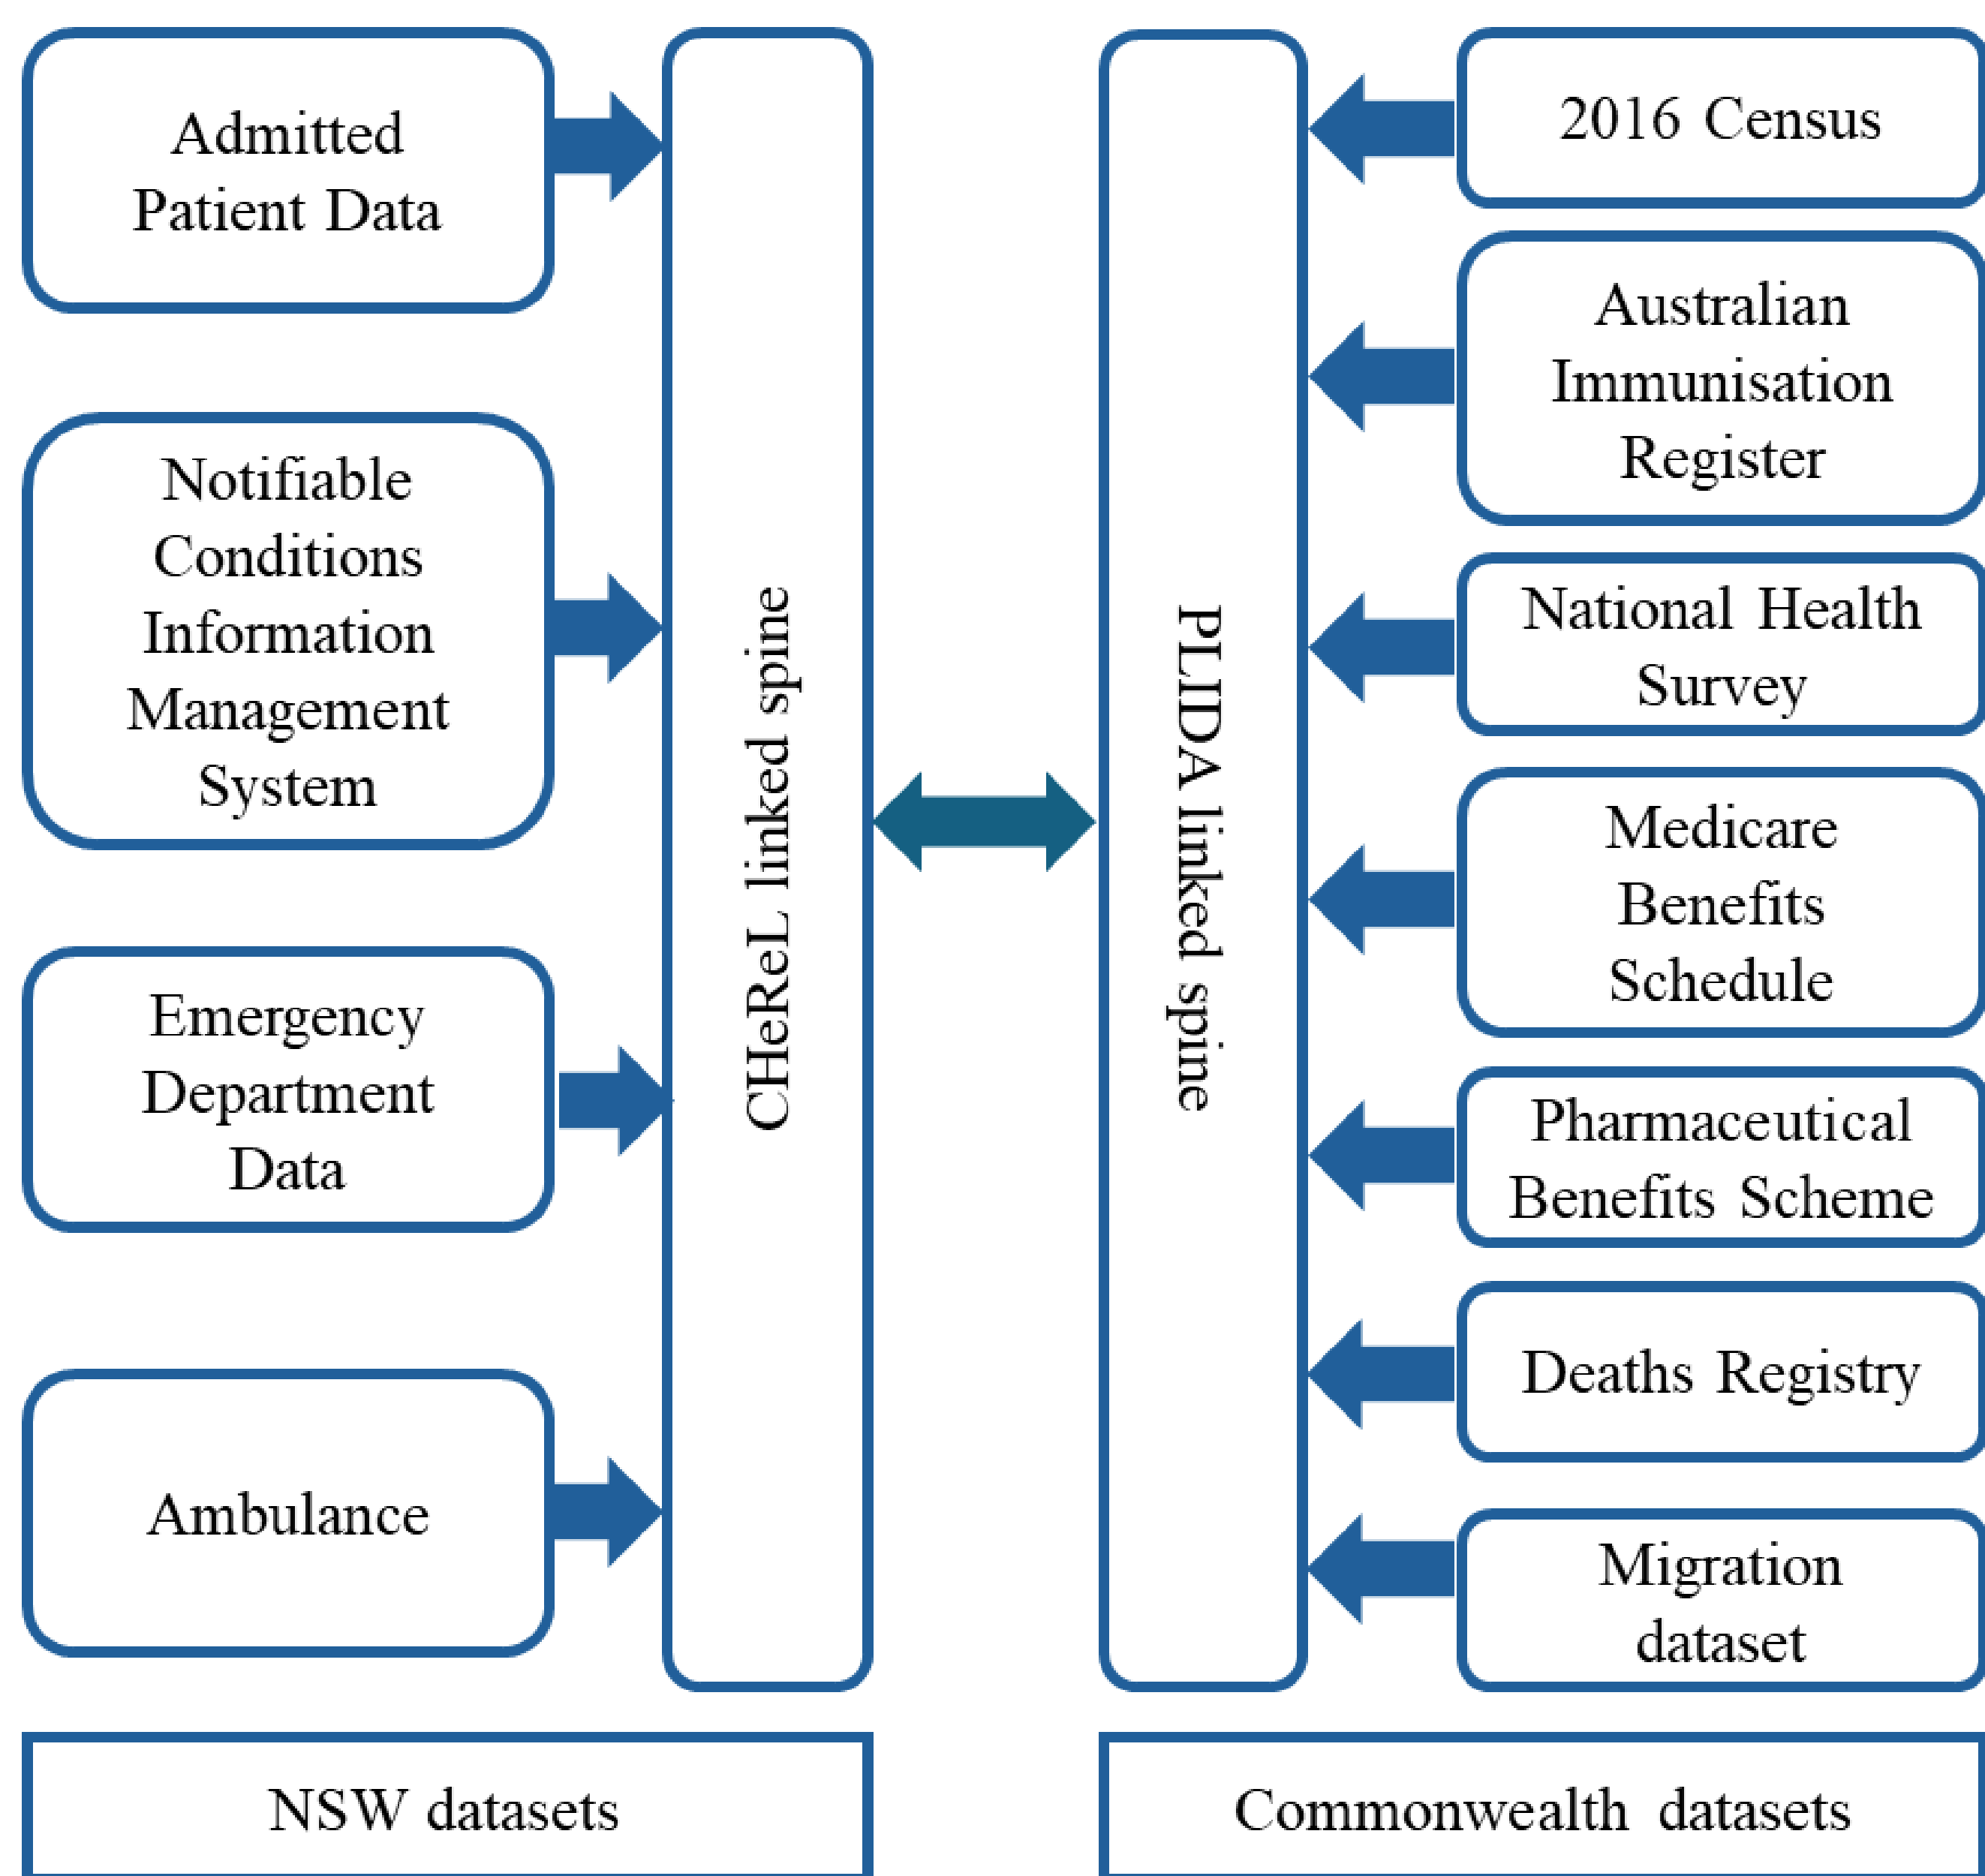 Admitted
Patient Data
Notifiable
Conditions
Information
Management
System
Emergency
Department
Data
Ambulance
CHeReL linked spine
PLIDA linked spine
2016 Census
Australian
Immunisation
Register
National Health
Survey
Medicare
Benefits
Schedule
Pharmaceutical
Benefits Scheme
Deaths Registry
Migration
dataset
NSW datasets
Commonwealth datasets